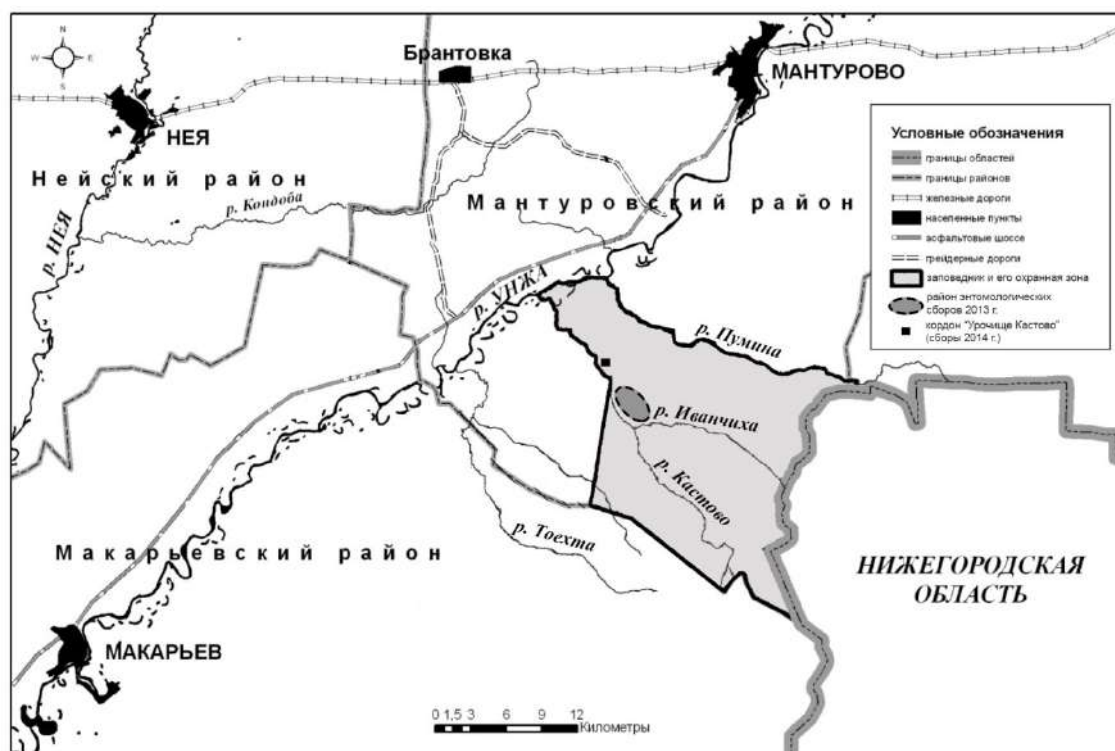 N
W
E
S
Брантовка
МАНТУРОВО
НЕЯ
Нейский район
р. Кондоба
р. НЕЯ
Мантуровский район
р. УНЖА
р. Пумина
р. Иванчиха
р. Кастово
р. Тоехта
Макарьевский район
МАКАРЬЕВ
НИЖЕГОРОДСКАЯ
ОБЛАСТЬ
Условные обозначения
границы областей
границы районов
железные дороги
населенные пункты
асфальтовые шоссе
грейдерные дороги
заповедник и его охранная зона
район энтомологических
сборов 2013 г.
кордон "Урочище Кастово"
(сборы 2014 г.)
0 1,5 3 6 9 12
Километры